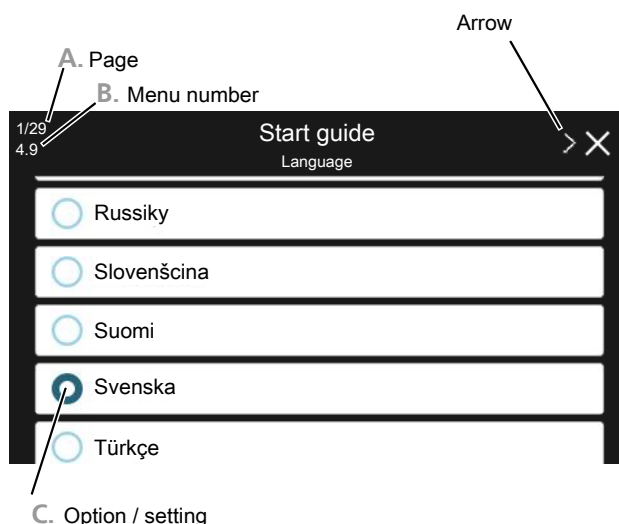 Arrow
A. Page
B. Menu number
1/29
4.9
Start guide
Language
Russiky
Slovenšcina
Suomi
Svenska
Türkçe
C. Option / setting